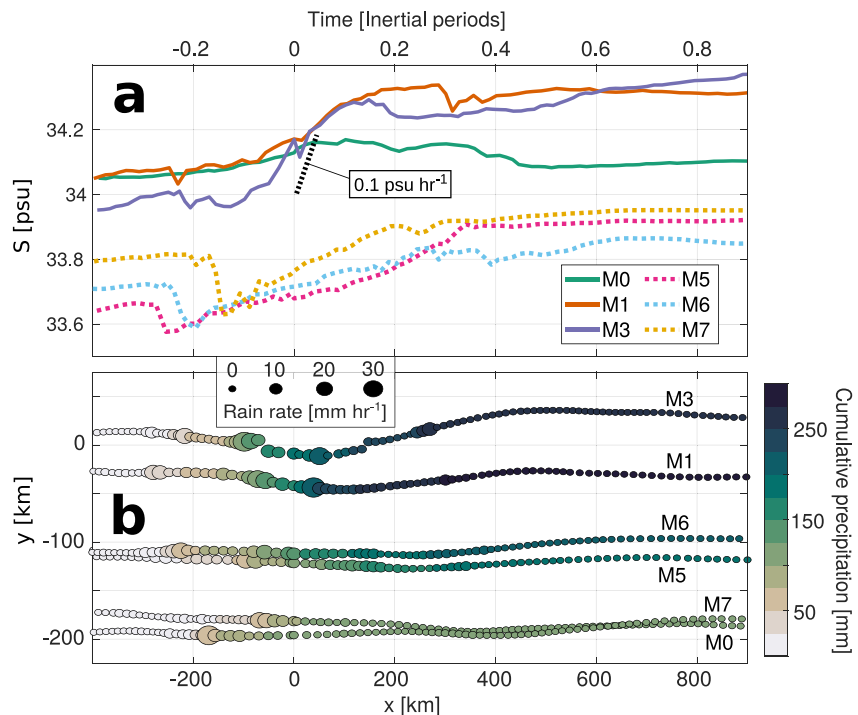 Time [Inertial periods]
-0.2 0 0.2 0.4 0.6 0.8
a
34.2
34
33.8
33.6
S [psu]
0.1 psu hr⁻¹
M0 M5
M1 M6
M3 M7
0 10 20 30
Rain rate [mm hr⁻¹]
M3
M1
M6
M5
M7
M0
b
0
-100
-200
y [km]
-200 0 200 400 600 800
x [km]
250
150
50
Cumulative precipitation [mm]